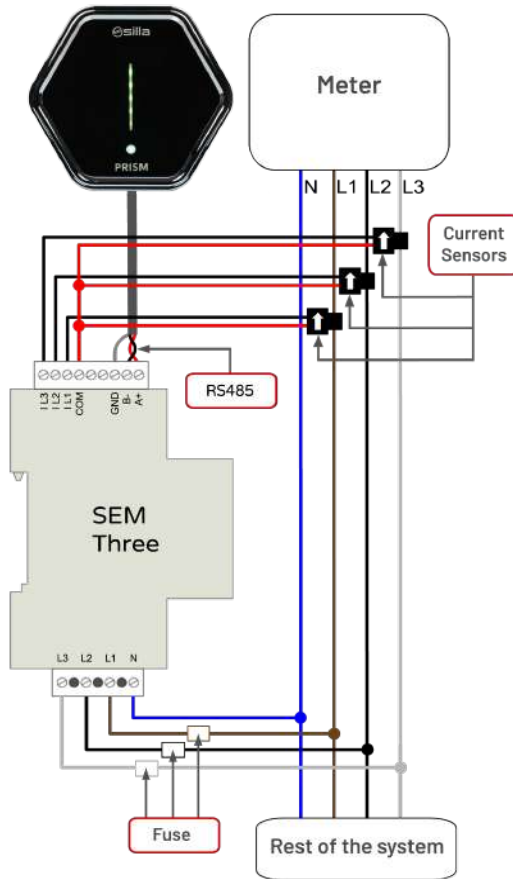 silla
PRISM
Meter
N L1 L2 L3
Current
Sensors
RS485
I L3
I L2
I L1
COM
GND
B-
A+
SEM
Three
L3 L2 L1 N
Fuse
Rest of the system